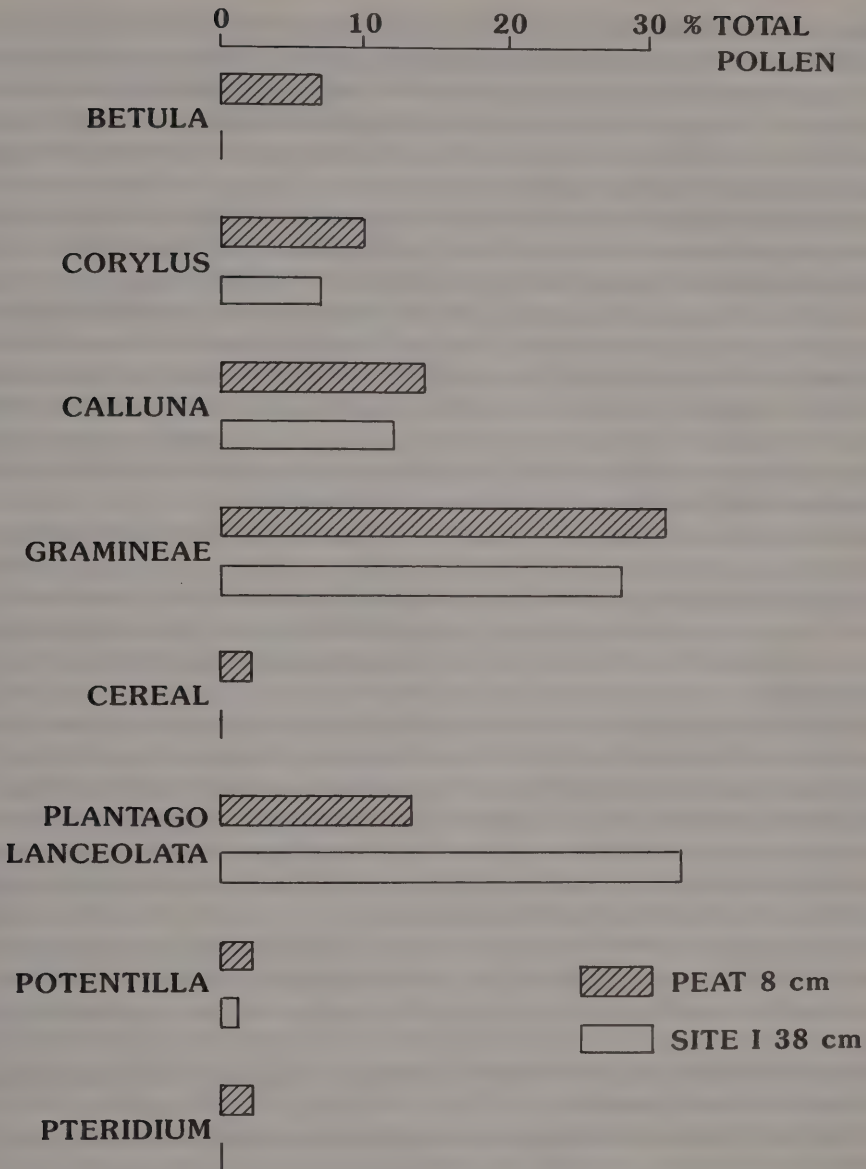 0 10 20 30 % TOTAL
POLLEN
BETULA
CORYLUS
CALLUNA
GRAMINEAE
CEREAL
PLANTAGO
LANCEOLATA
POTENTILLA
PEAT 8 cm
SITE I 38 cm
PTERIDIUM